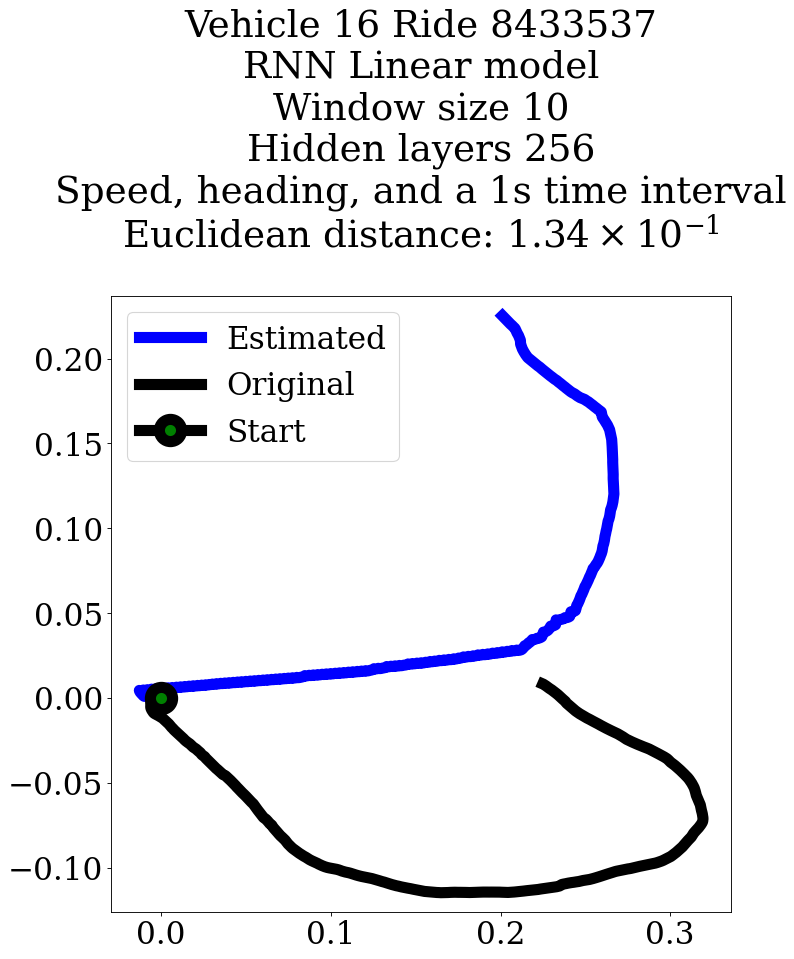 Vehicle 16 Ride 8433537
RNN Linear model
Window size 10
Hidden layers 256
Speed, heading, and a 1s time interval
Euclidean distance: 1.34 × 10⁻¹
Estimated
Original
Start
0.20
0.15
0.10
0.05
0.00
−0.05
−0.10
0.0 0.1 0.2 0.3